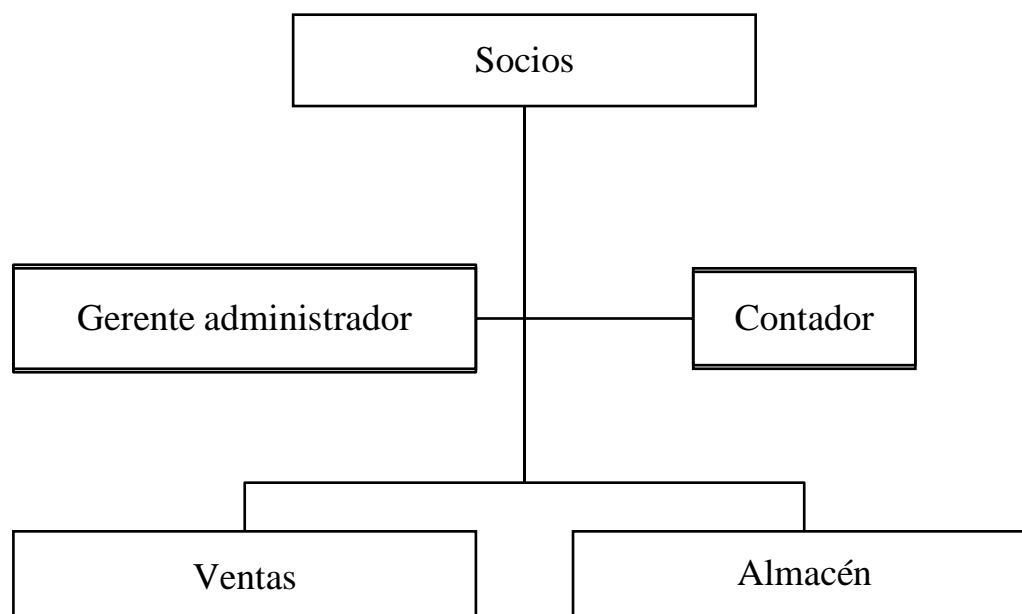 Socios
Gerente administrador
Contador
Ventas
Almacén